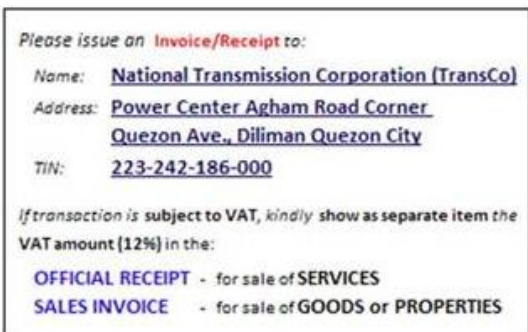 Please issue an Invoice/Receipt to:
Name: National Transmission Corporation (TransCo)
Address: Power Center Agham Road Corner
Quezon Ave., Diliman Quezon City
TIN: 223-242-186-000
If transaction is subject to VAT, kindly show as separate item the
VAT amount (12%) in the:
OFFICIAL RECEIPT - for sale of SERVICES
SALES INVOICE - for sale of GOODS or PROPERTIES